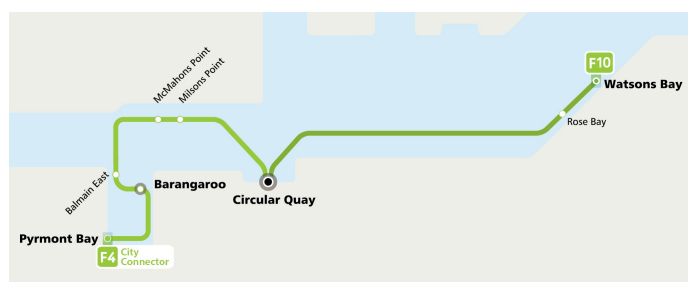 F10
Watsons Bay
Rose Bay
McMahons Point
Milsons Point
Balmain East
Barangaroo
Circular Quay
Pyrmont Bay
F4 City
Connector